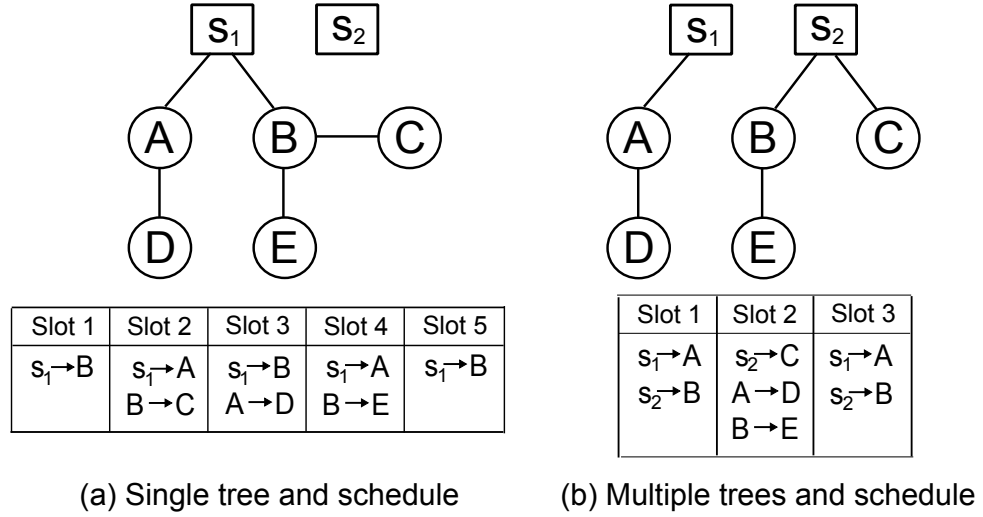 s₁ s₂
A B C
D E
Slot 1 Slot 2 Slot 3 Slot 4 Slot 5
s₁→B s₁→A s₁→B s₁→A s₁→B
B→C A→D B→E
(a) Single tree and schedule
s₁ s₂
A B C
D E
Slot 1 Slot 2 Slot 3
s₁→A s₂→C s₁→A
s₂→B A→D s₂→B
B→E
(b) Multiple trees and schedule